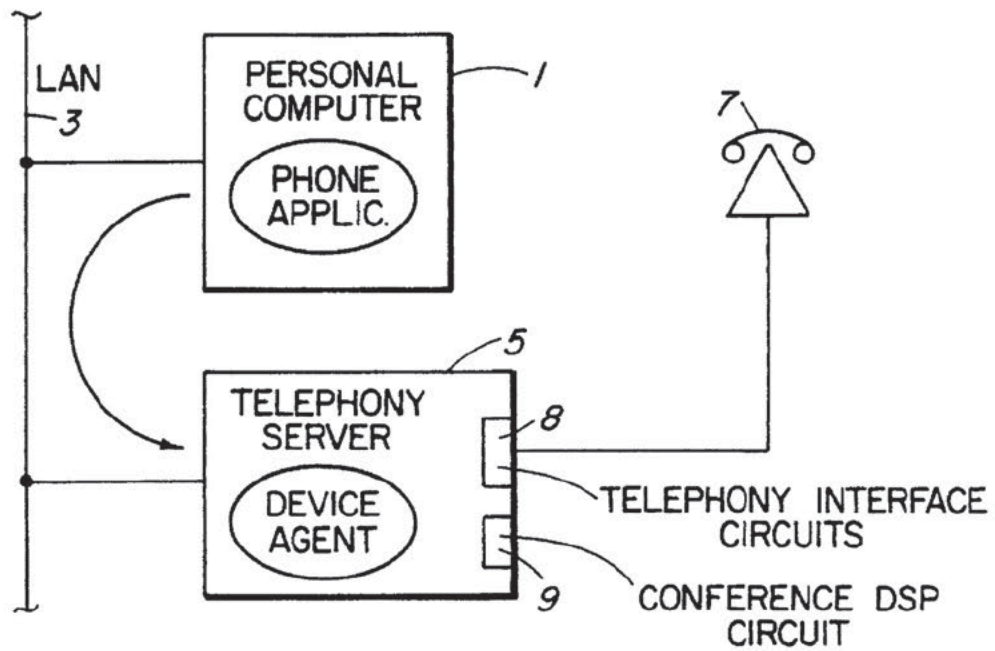 LAN
3
PERSONAL
COMPUTER
1
PHONE
APPLIC.
7
5
TELEPHONY
SERVER
8
DEVICE
AGENT
TELEPHONY INTERFACE
CIRCUITS
9
CONFERENCE DSP
CIRCUIT